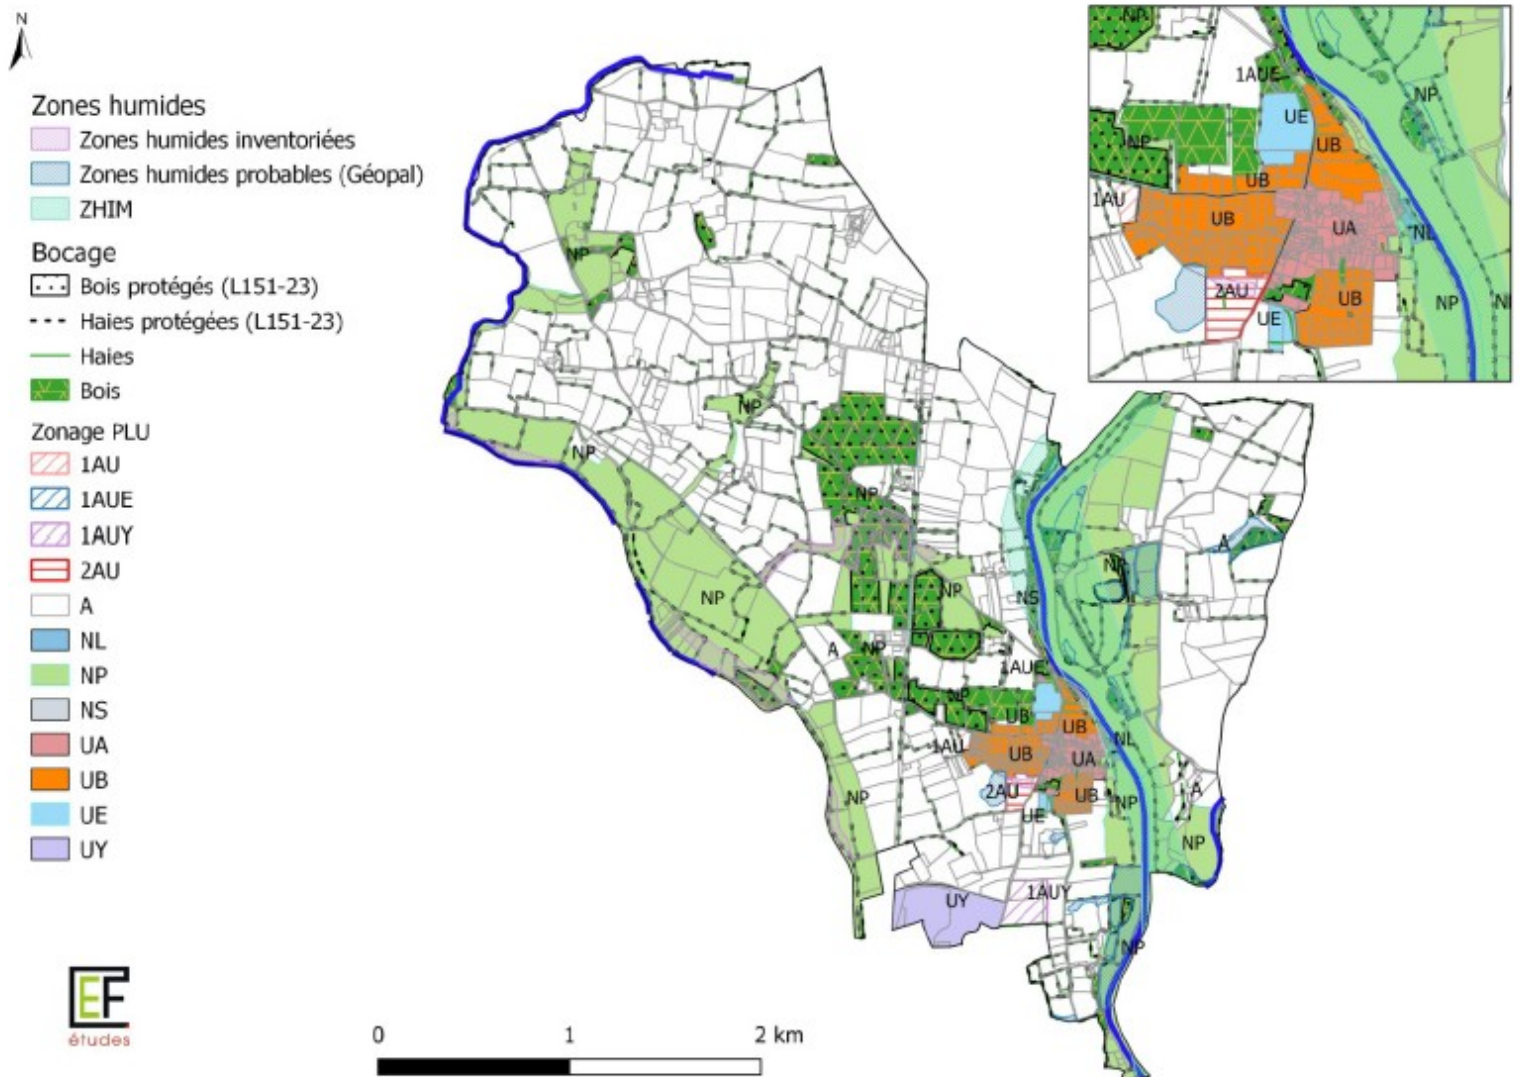 N
Zones humides
Zones humides inventoriées
Zones humides probables (Géopal)
ZHIM
Bocage
Bois protégés (L151-23)
Haies protégées (L151-23)
Haies
Bois
Zonage PLU
1AU
1AUE
1AUY
2AU
A
NL
NP
NS
UA
UB
UE
UY
EF
études
0 1 2 km
NP
1AUE
NP
UE
UB
NP
UB
1AU
UB
UA
NL
2AU
UB
NP
UE
NP
NP
NP
NP
A
NP
NP
NP
NS
A
NP
1AUE
NP
UB
UB
NL
1AU
UB
UA
2AU
UB
NP
A
NP
UE
NP
UY
1AUY
NP